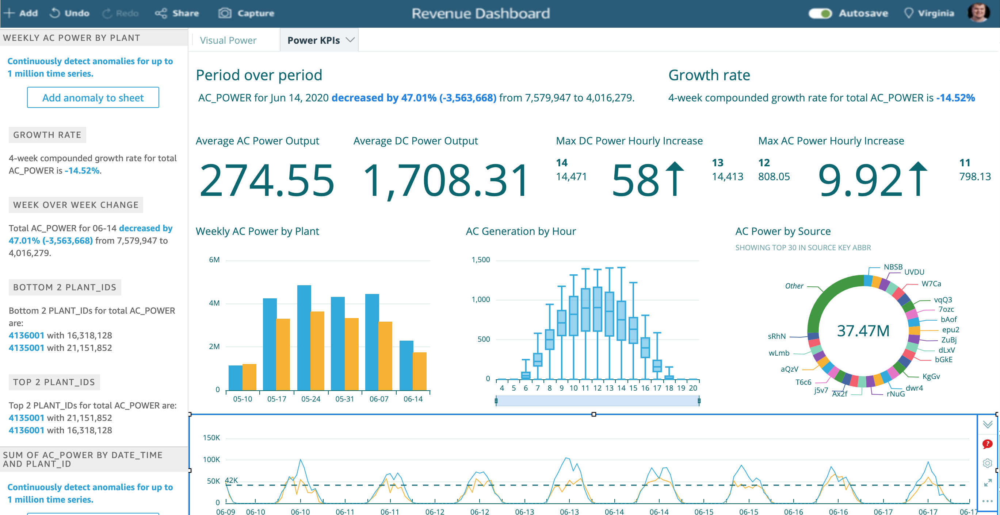 Add
Undo
Redo
Share
Capture
Revenue Dashboard
Autosave
Virginia
WEEKLY AC POWER BY PLANT
Continuously detect anomalies for up to
1 million time series.
Add anomaly to sheet
GROWTH RATE
4-week compounded growth rate for total
AC_POWER is -14.52%.
WEEK OVER WEEK CHANGE
Total AC_POWER for 06-14 decreased by
47.01% (-3,563,668) from 7,579,947 to
4,016,279.
BOTTOM 2 PLANT_IDS
Bottom 2 PLANT_IDs for total AC_POWER
are:
4136001 with 16,318,128
4135001 with 21,151,852
TOP 2 PLANT_IDS
Top 2 PLANT_IDs for total AC_POWER are:
4135001 with 21,151,852
4136001 with 16,318,128
SUM OF AC_POWER BY DATE_TIME
AND PLANT_ID
Continuously detect anomalies for up to
1 million time series.
Visual Power
Power KPIs
Period over period
AC_POWER for Jun 14, 2020 decreased by 47.01% (-3,563,668) from 7,579,947 to 4,016,279.
Growth rate
4-week compounded growth rate for total AC_POWER is -14.52%
Average AC Power Output
274.55
Average DC Power Output
1,708.31
Max DC Power Hourly Increase
14
14,471
58
13
14,413
Max AC Power Hourly Increase
12
808.05
9.92
11
798.13
Weekly AC Power by Plant
6M
4M
2M
0
05-10 05-17 05-24 05-31 06-07 06-14
AC Generation by Hour
1,500
1,000
500
0
4 5 6 7 8 9 10 11 12 13 14 15 16 17 18 19 20
AC Power by Source
SHOWING TOP 30 IN SOURCE KEY ABBR
NBSB
UVDU
W7Ca
vqQ3
7ozc
bAof
epu2
ZuBj
dLxV
bGkE
KgGv
dwr4
rNuG
Ax2f
j5v7
T6c6
aQzV
wLmb
sRhN
Other
37.47M
150K
100K
50K
42K
0
06-09 06-10 06-10 06-11 06-11 06-12 06-12 06-13 06-13 06-14 06-14 06-15 06-15 06-16 06-16 06-17 06-17 06-17
?